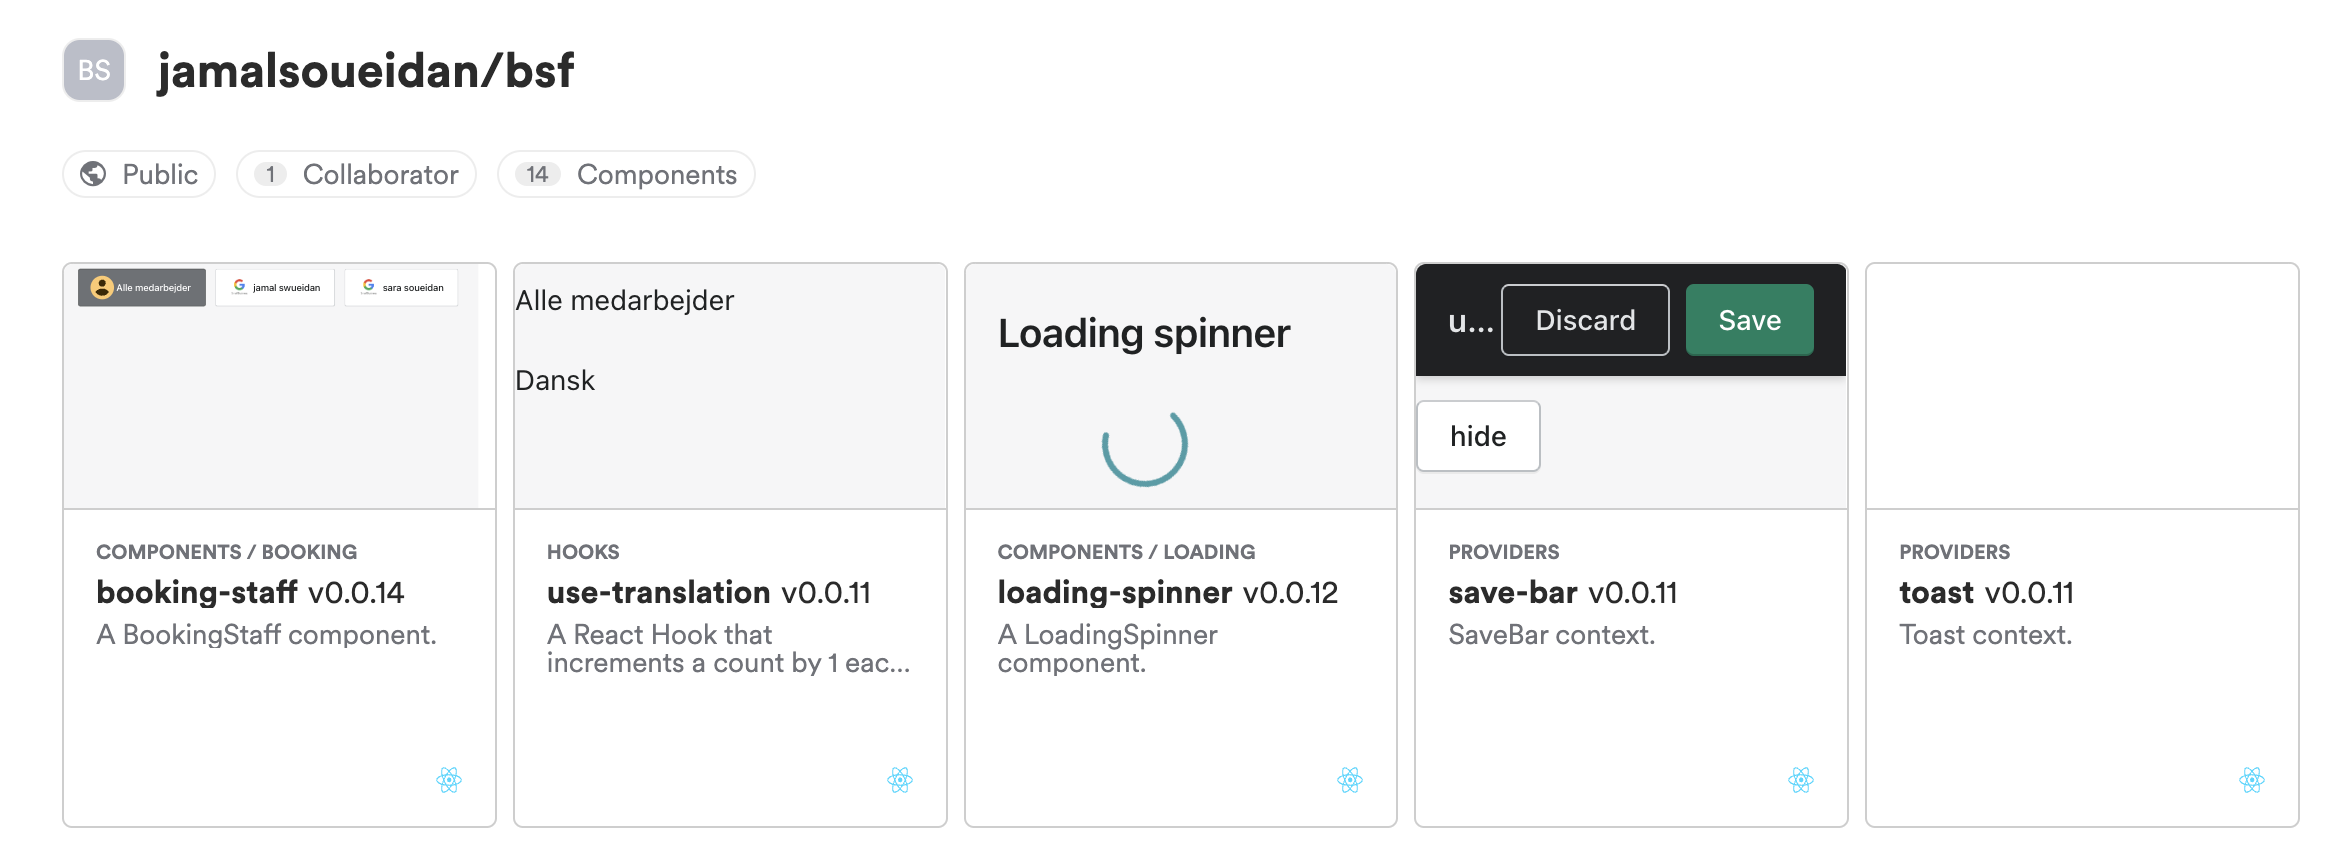 BS jamalsoueidan/bsf
Public 1 Collaborator 14 Components
Alle medarbejder jamal swueidan sara soueidan
COMPONENTS / BOOKING
booking-staff v0.0.14
A BookingStaff component.
Alle medarbejder
Dansk
HOOKS
use-translation v0.0.11
A React Hook that
increments a count by 1 eac...
Loading spinner
COMPONENTS / LOADING
loading-spinner v0.0.12
A LoadingSpinner
component.
u... Discard Save
hide
PROVIDERS
save-bar v0.0.11
SaveBar context.
PROVIDERS
toast v0.0.11
Toast context.